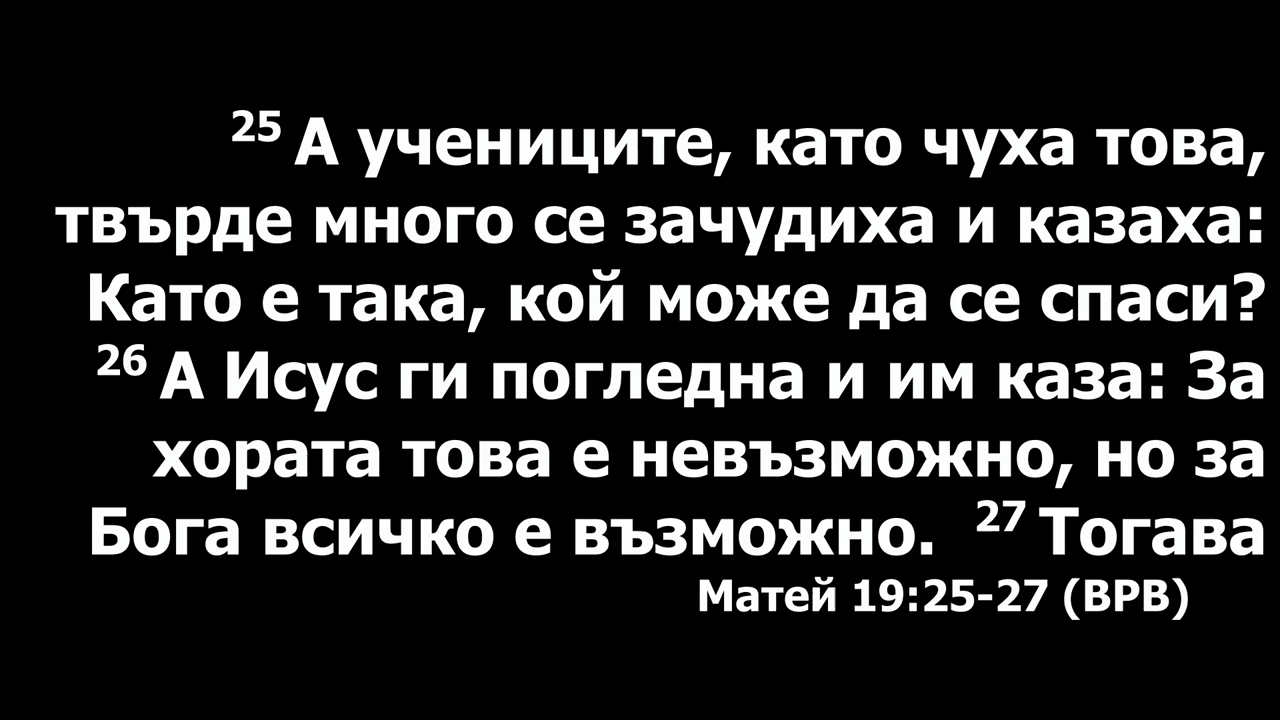 25 А учениците, като чуха това,
твърде много се зачудиха и казаха:
Като е така, кой може да се спаси?
26 А Исус ги погледна и им каза: За
хората това е невъзможно, но за
Бога всичко е възможно. 27 Тогава
Матей 19:25-27 (ВРВ)